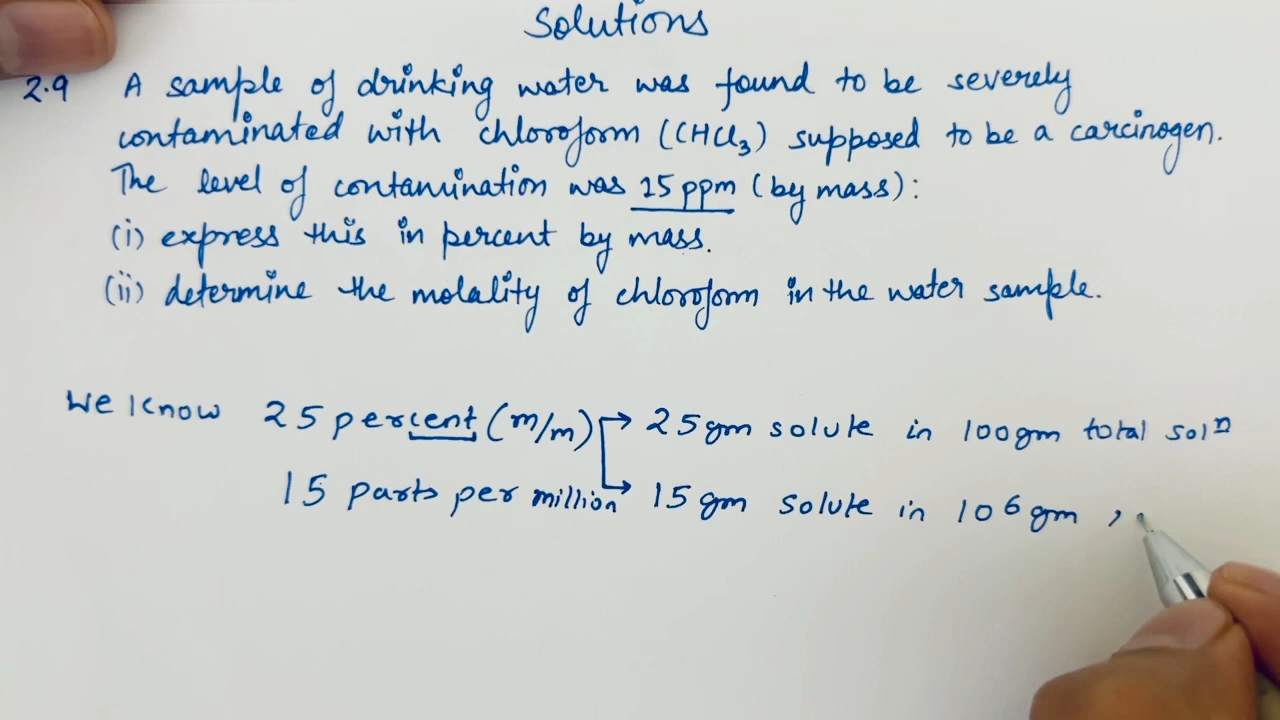 Solutions
2.9 A sample of drinking water was found to be severely
contaminated with chloroform (CHCl₃) supposed to be a carcinogen.
The level of contamination was 15 ppm (by mass):
(i) express this in percent by mass.
(ii) determine the molality of chloroform in the water sample.
We know 25 percent (m/m) → 25 gm solute in 100 gm total solⁿ
15 parts per million → 15 gm solute in 10⁶ gm ,